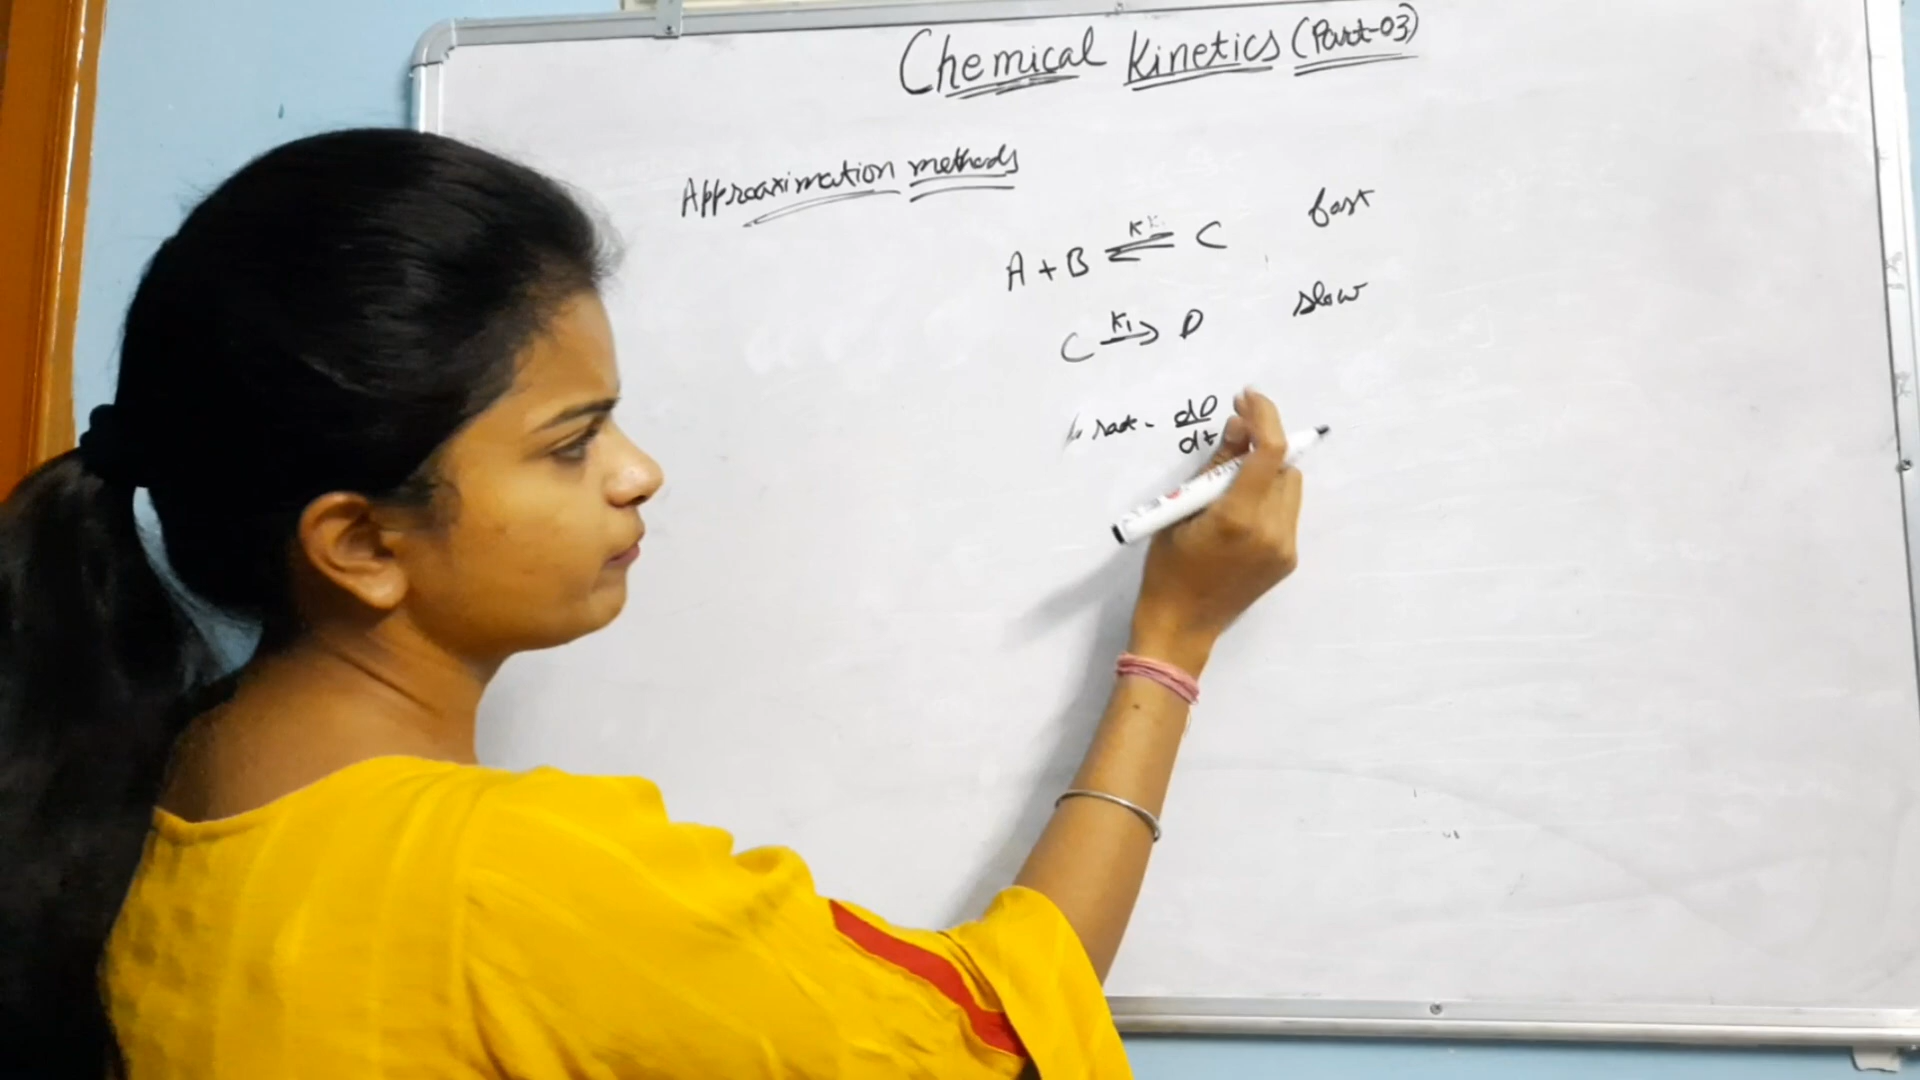 Chemical Kinetics (Part-03)
Approximation methods
A + B ⇌ C fast
K
C → D slow
K1
rate - dD
dt